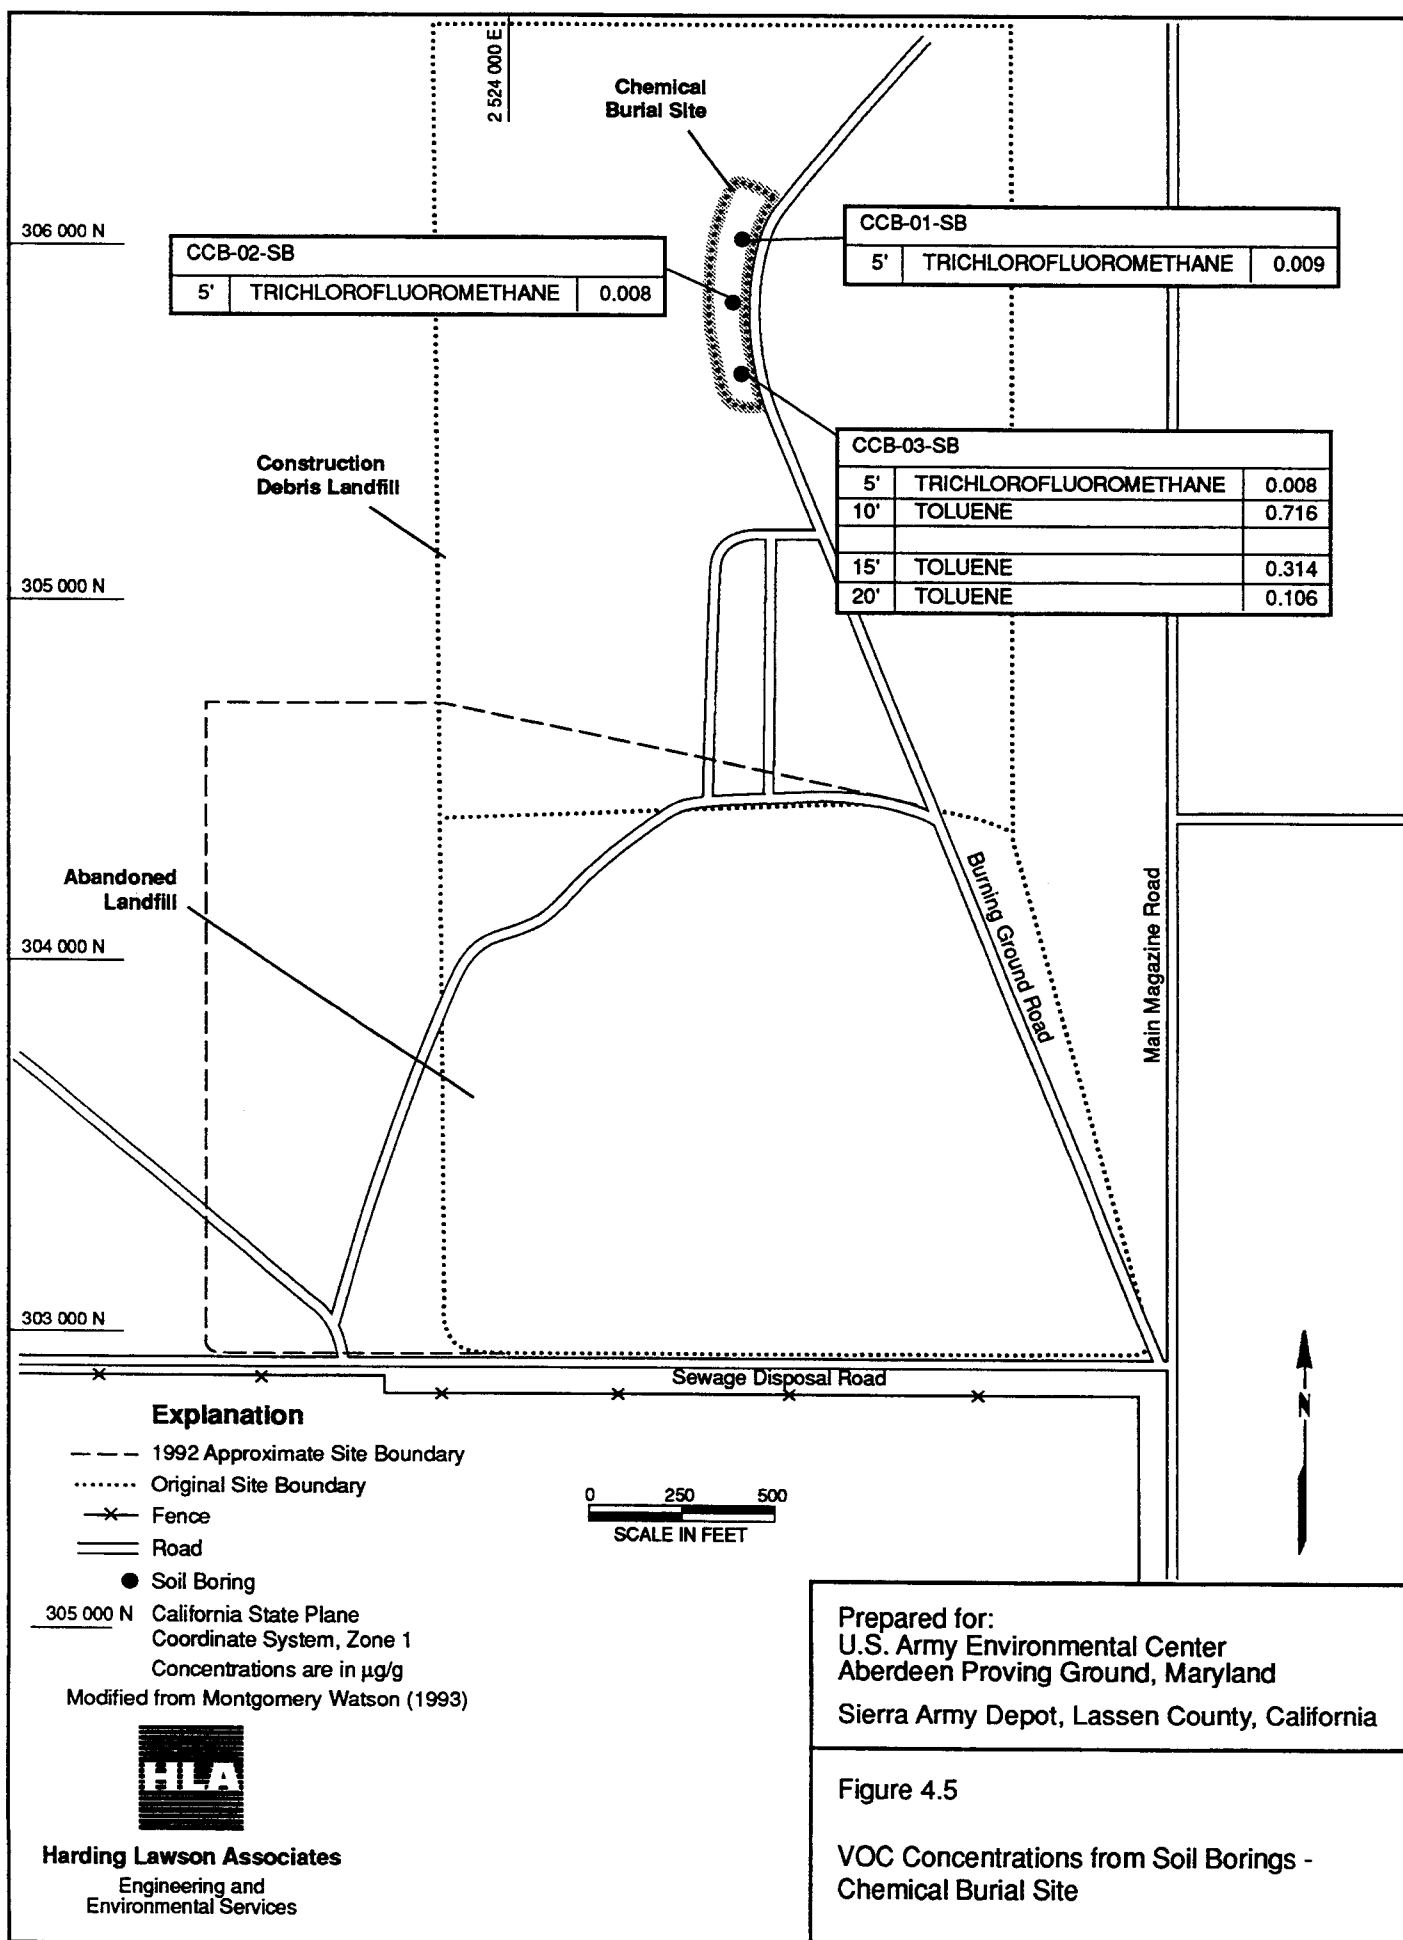 2 524 000 E
Chemical
Burial Site
306 000 N
CCB-02-SB
5' TRICHLOROFLUOROMETHANE 0.008
CCB-01-SB
5' TRICHLOROFLUOROMETHANE 0.009
CCB-03-SB
5' TRICHLOROFLUOROMETHANE 0.008
10' TOLUENE 0.716
15' TOLUENE 0.314
20' TOLUENE 0.106
Construction
Debris Landfill
305 000 N
Abandoned
Landfill
304 000 N
Burning Ground Road
Main Magazine Road
303 000 N
Sewage Disposal Road
N
Explanation
1992 Approximate Site Boundary
Original Site Boundary
Fence
Road
Soil Boring
305 000 N California State Plane
Coordinate System, Zone 1
Concentrations are in µg/g
Modified from Montgomery Watson (1993)
0 250 500
SCALE IN FEET
HLA
Harding Lawson Associates
Engineering and
Environmental Services
Prepared for:
U.S. Army Environmental Center
Aberdeen Proving Ground, Maryland
Sierra Army Depot, Lassen County, California
Figure 4.5
VOC Concentrations from Soil Borings -
Chemical Burial Site